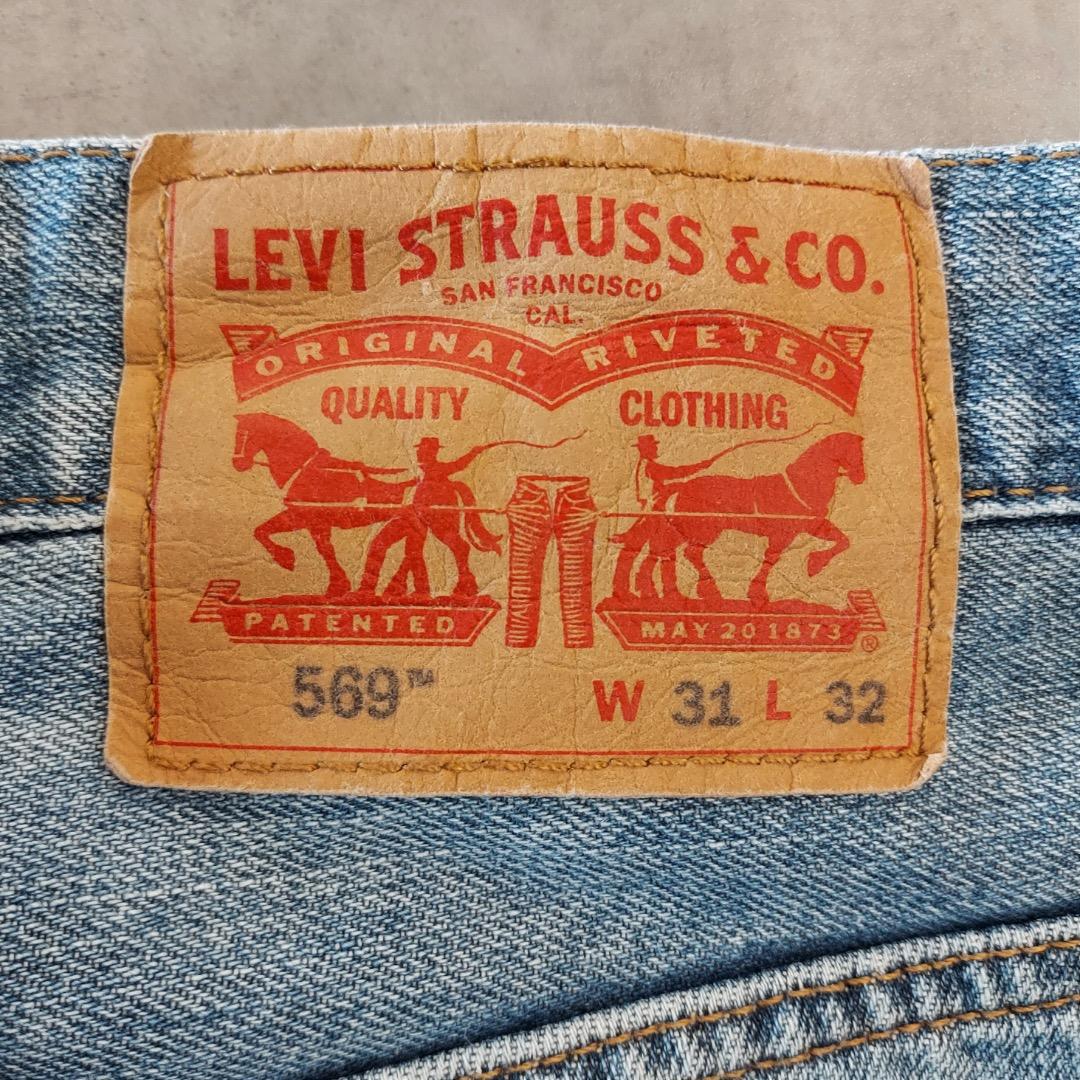 LEVI STRAUSS & CO.
SAN FRANCISCO
CAL.
ORIGINAL RIVETED
QUALITY CLOTHING
PATENTED MAY 20 1873 ®
569™ W 31 L 32